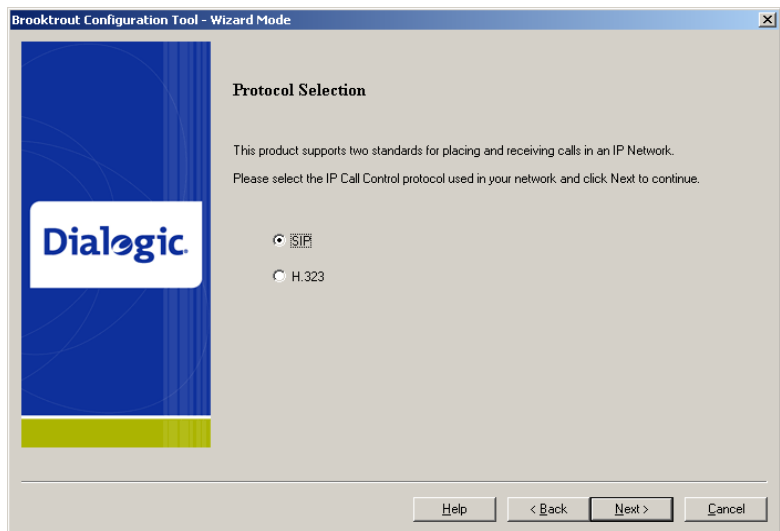 Brooktrout Configuration Tool - Wizard Mode
Protocol Selection
This product supports two standards for placing and receiving calls in an IP Network.
Please select the IP Call Control protocol used in your network and click Next to continue.
Dialogic.
SIP
H.323
Help
< Back
Next >
Cancel